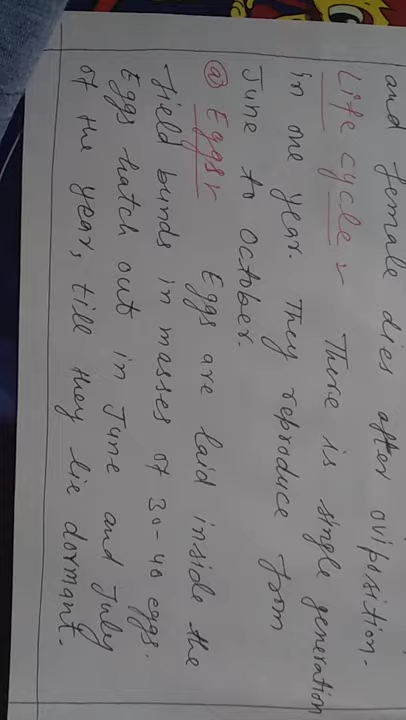 and female dies after oviposition.
Life cycle :- There is single generation
in one year. They reproduce from
June to October.
(a) Eggs :- Eggs are laid inside the
field bunds in masses of 30-40 eggs.
Eggs hatch out in June and July
of the year, till they lie dormant.